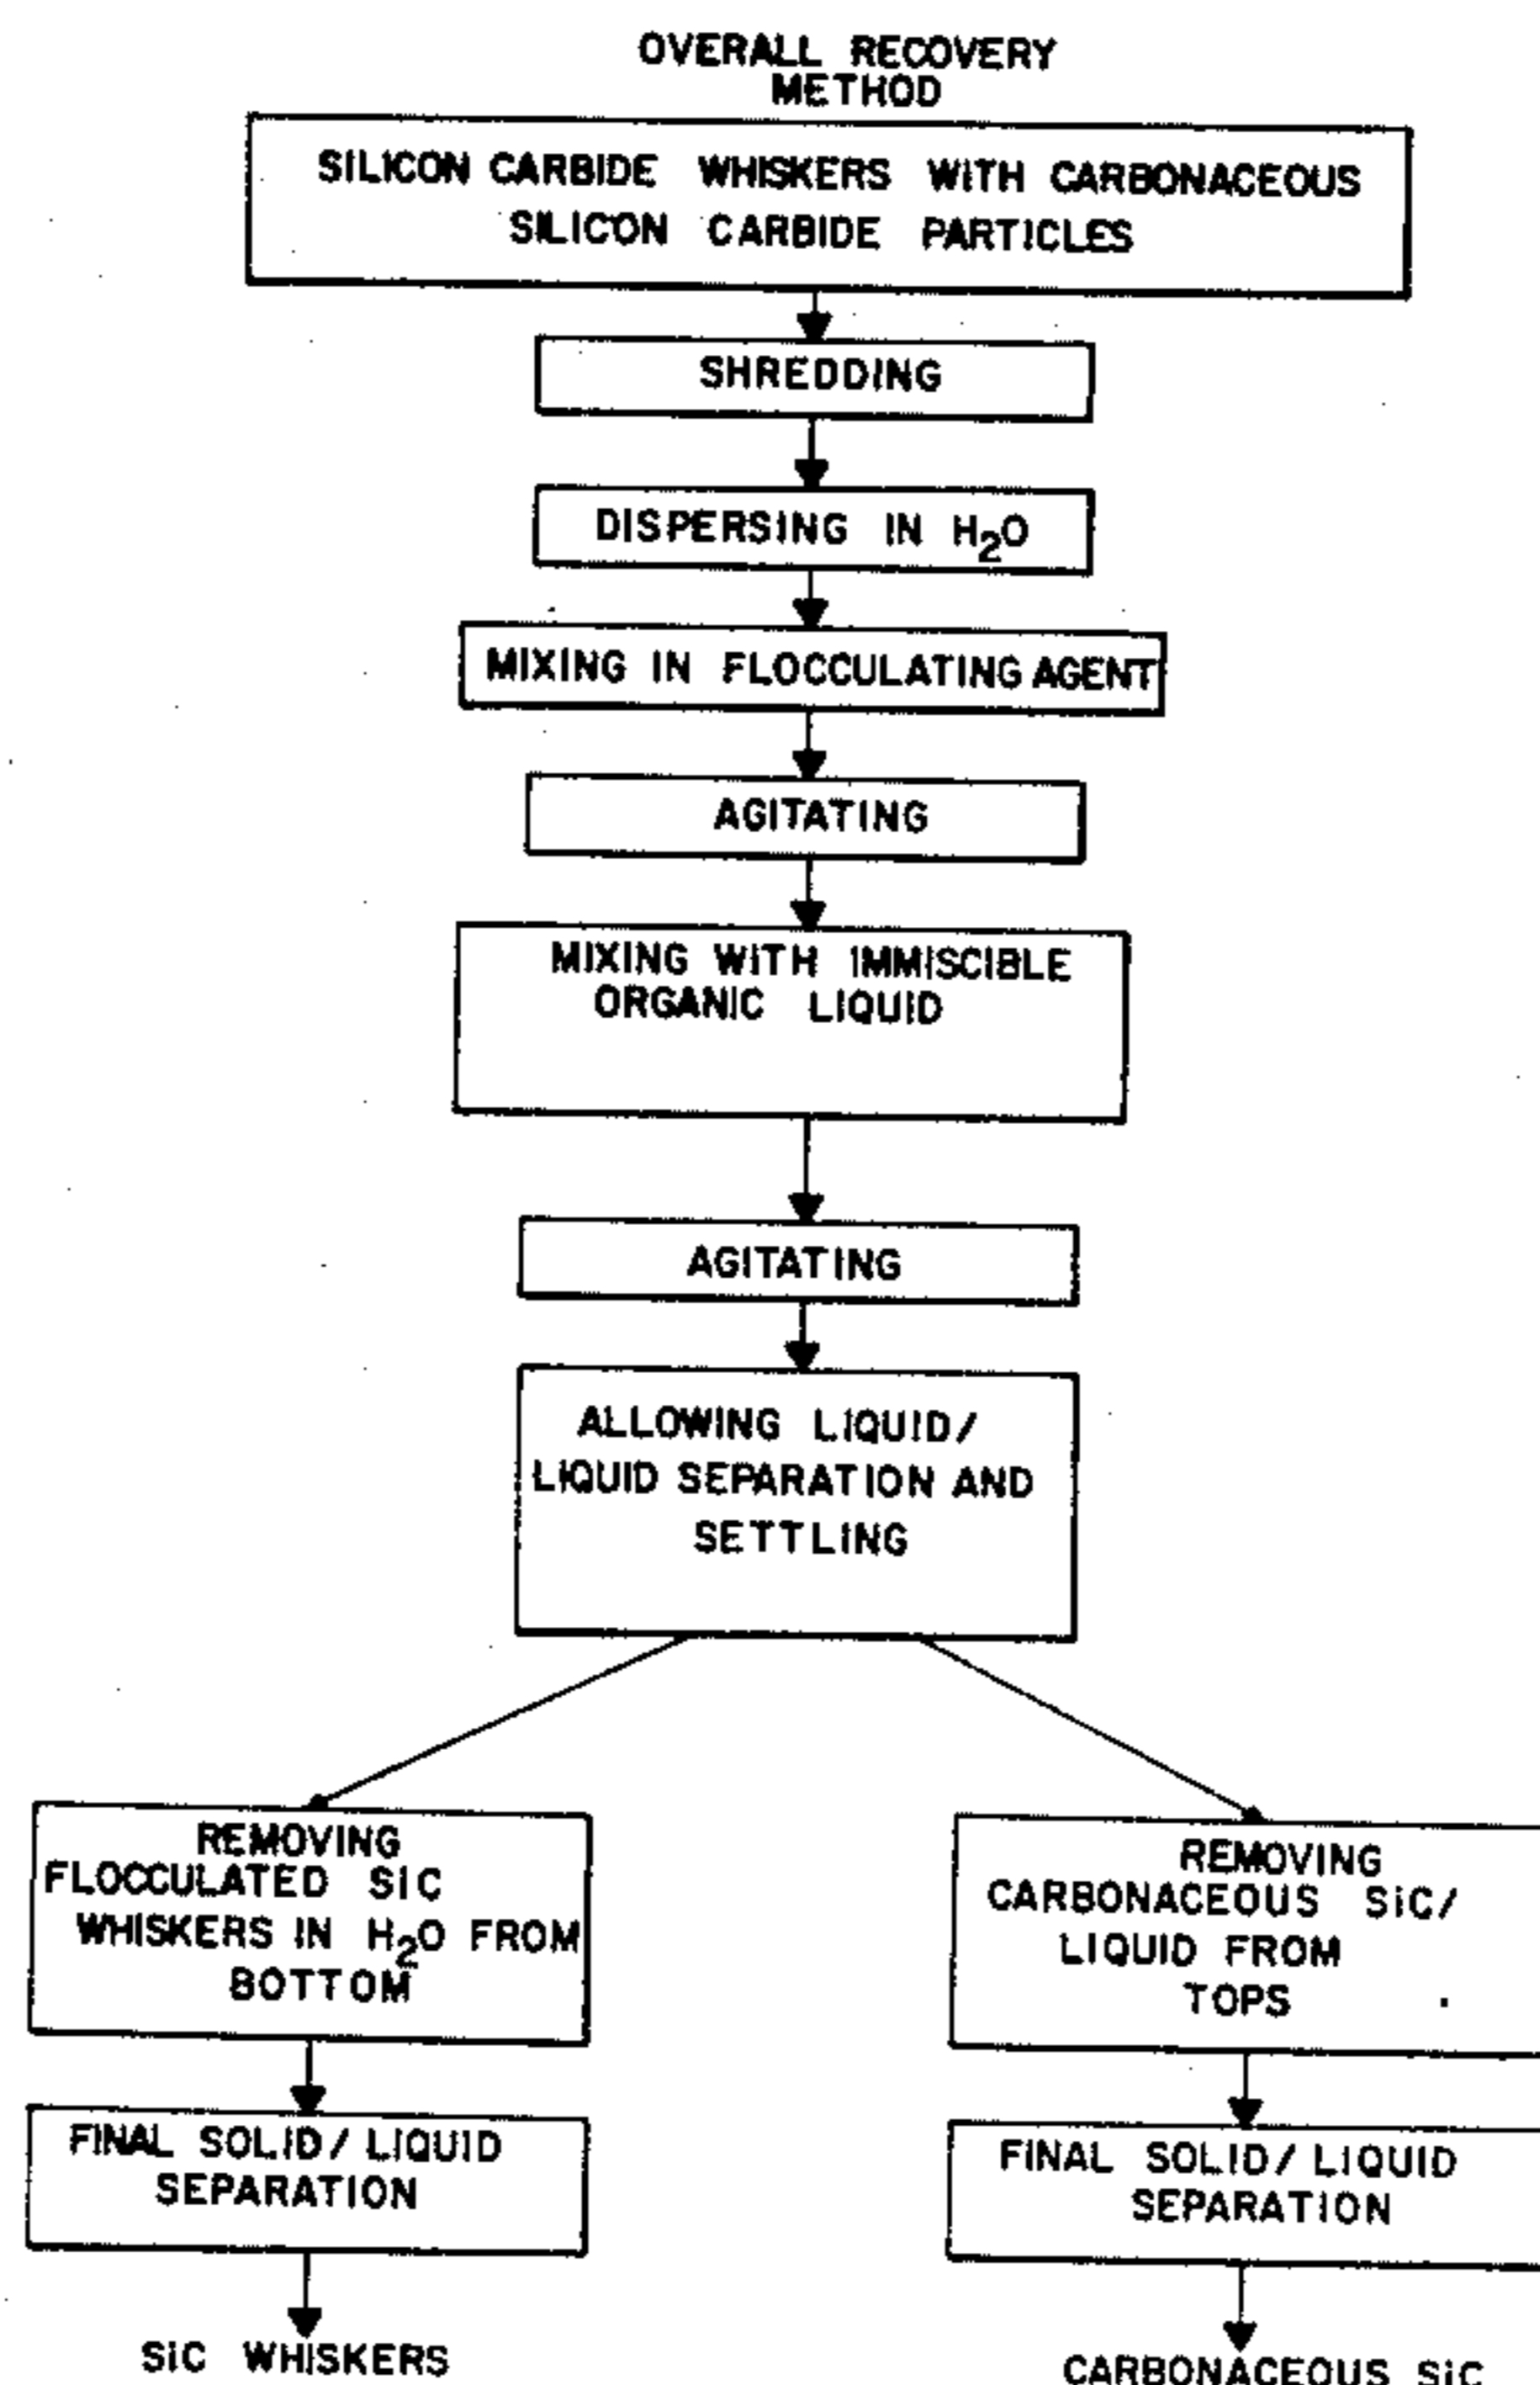 OVERALL RECOVERY
METHOD
SILICON CARBIDE WHISKERS WITH CARBONACEOUS
SILICON CARBIDE PARTICLES
SHREDDING
DISPERSING IN H2O
MIXING IN FLOCCULATING AGENT
AGITATING
MIXING WITH IMMISCIBLE
ORGANIC LIQUID
AGITATING
ALLOWING LIQUID/
LIQUID SEPARATION AND
SETTLING
REMOVING
FLOCCULATED SiC
WHISKERS IN H2O FROM
BOTTOM
REMOVING
CARBONACEOUS SiC/
LIQUID FROM
TOPS
FINAL SOLID/LIQUID
SEPARATION
FINAL SOLID/LIQUID
SEPARATION
SiC WHISKERS
CARBONACEOUS SiC